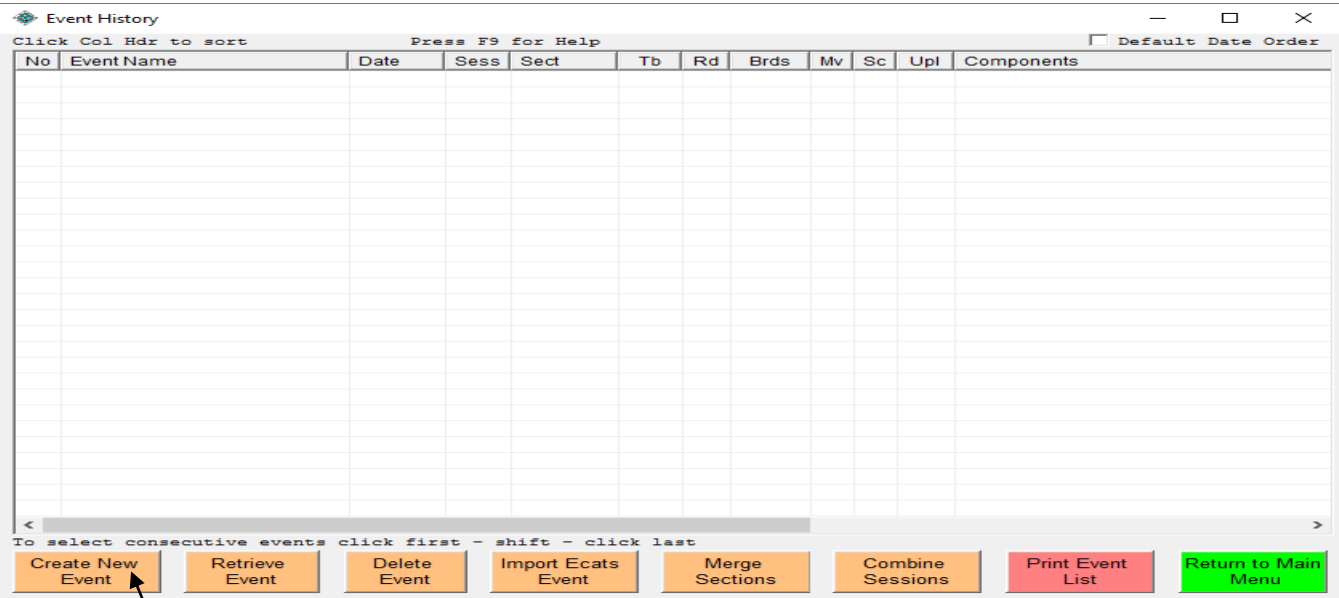 Event History
Click Col Hdr to sort Press F9 for Help Default Date Order
No Event Name Date Sess Sect Tb Rd Brds Mv Sc Upl Components
To select consecutive events click first - shift - click last
Create New Event
Retrieve Event
Delete Event
Import Ecats Event
Merge Sections
Combine Sessions
Print Event List
Return to Main Menu